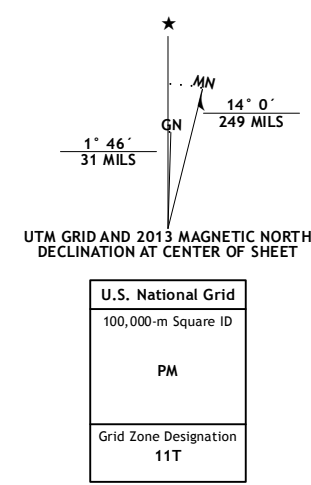 ★
MN
14° 0´
249 MILS
GN
1° 46´
31 MILS
UTM GRID AND 2013 MAGNETIC NORTH
DECLINATION AT CENTER OF SHEET
U.S. National Grid
100,000-m Square ID
PM
Grid Zone Designation
11T